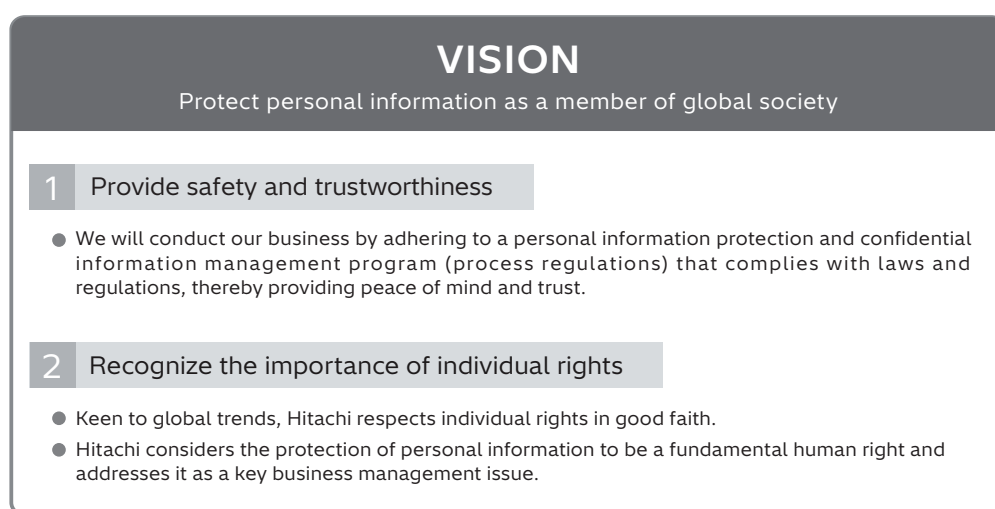 VISION
Protect personal information as a member of global society
1 Provide safety and trustworthiness
● We will conduct our business by adhering to a personal information protection and confidential
information management program (process regulations) that complies with laws and
regulations, thereby providing peace of mind and trust.
2 Recognize the importance of individual rights
● Keen to global trends, Hitachi respects individual rights in good faith.
● Hitachi considers the protection of personal information to be a fundamental human right and
addresses it as a key business management issue.